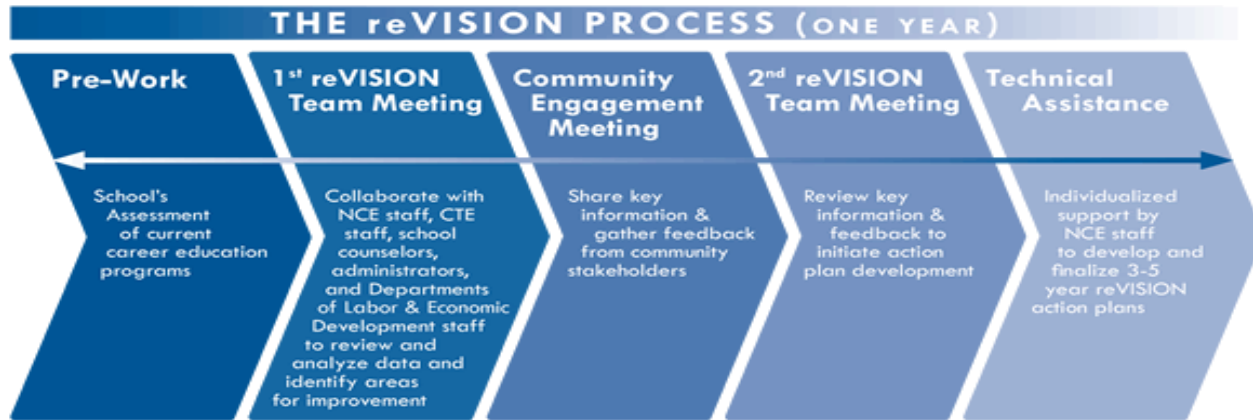 THE reVISION PROCESS (ONE YEAR)
Pre-Work
School's
Assessment
of current
career education
programs
1st reVISION
Team Meeting
Collaborate with
NCE staff, CTE
staff, school
counselors,
administrators,
and Departments
of Labor & Economic
Development staff
to review and
analyze data and
identify areas
for improvement
Community
Engagement
Meeting
Share key
information &
gather feedback
from community
stakeholders
2nd reVISION
Team Meeting
Review key
information &
feedback to
initiate action
plan development
Technical
Assistance
Individualized
support by
NCE staff
to develop and
finalize 3-5
year reVISION
action plans